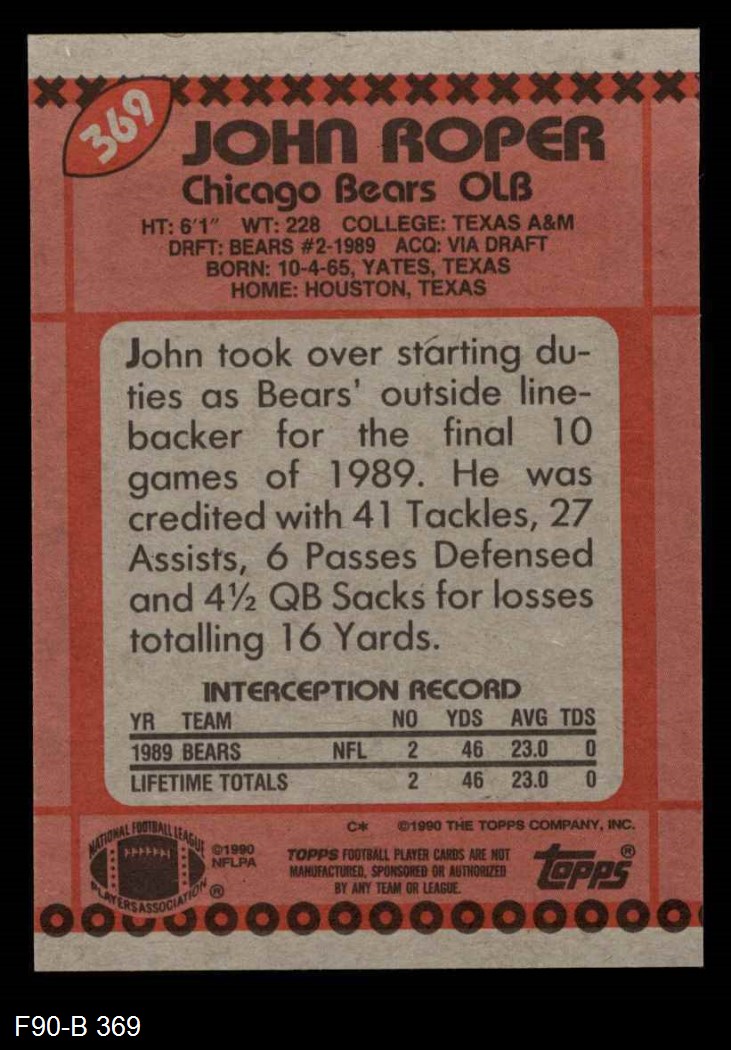 369
JOHN ROPER
Chicago Bears OLB
HT: 6'1" WT: 228 COLLEGE: TEXAS A&M
DRFT: BEARS #2-1989 ACQ: VIA DRAFT
BORN: 10-4-65, YATES, TEXAS
HOME: HOUSTON, TEXAS
John took over starting du-
ties as Bears' outside line-
backer for the final 10
games of 1989. He was
credited with 41 Tackles, 27
Assists, 6 Passes Defensed
and 4½ QB Sacks for losses
totalling 16 Yards.
INTERCEPTION RECORD
YR TEAM NO YDS AVG TDS
1989 BEARS NFL 2 46 23.0 0
LIFETIME TOTALS 2 46 23.0 0
C* ©1990 THE TOPPS COMPANY, INC.
NATIONAL FOOTBALL LEAGUE
PLAYERS ASSOCIATION ®
©1990
NFLPA
TOPPS FOOTBALL PLAYER CARDS ARE NOT
MANUFACTURED, SPONSORED OR AUTHORIZED
BY ANY TEAM OR LEAGUE.
topps®
F90-B 369